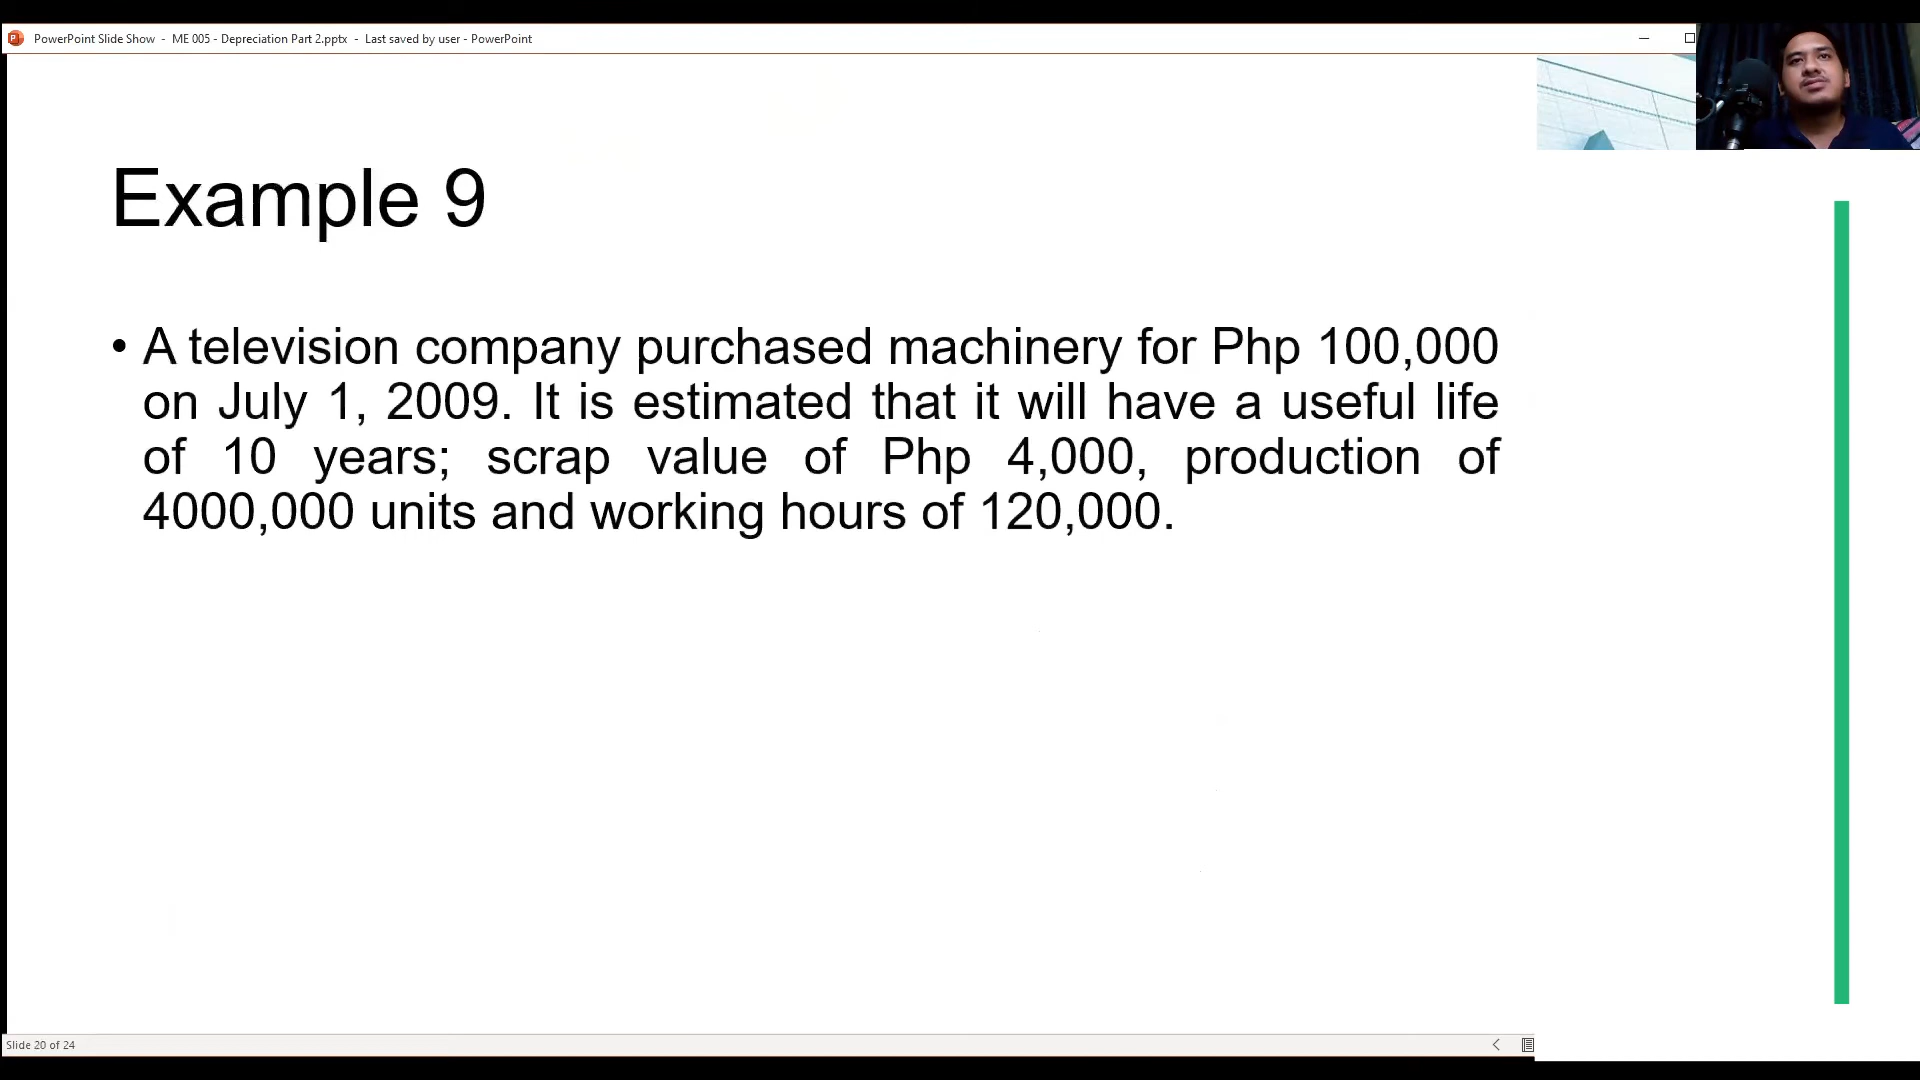 PowerPoint Slide Show - ME 005 - Depreciation Part 2.pptx - Last saved by user - PowerPoint
Example 9
• A television company purchased machinery for Php 100,000
on July 1, 2009. It is estimated that it will have a useful life
of 10 years; scrap value of Php 4,000, production of
4000,000 units and working hours of 120,000.
Slide 20 of 24